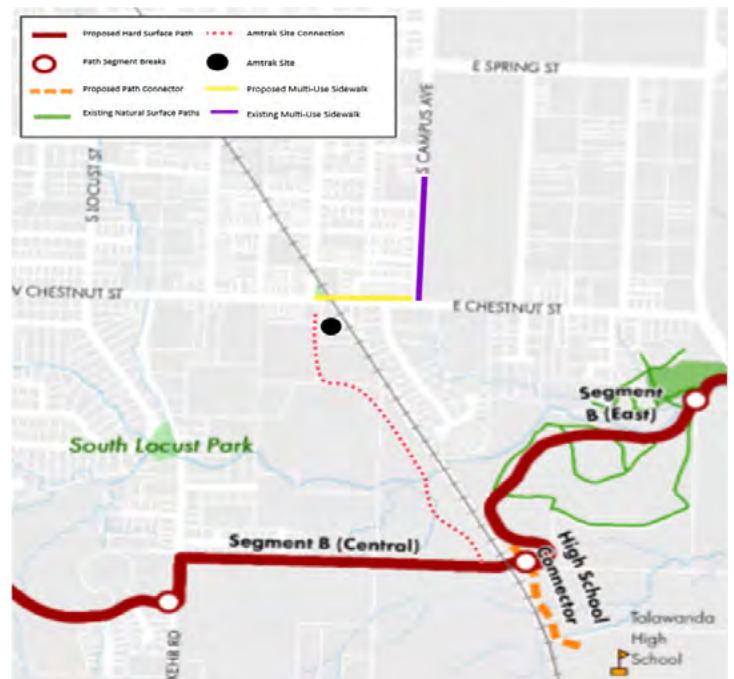 Proposed Hard Surface Path
Amtrak Site Connection
Path Segment Breaks
Amtrak Site
Proposed Path Connector
Proposed Multi-Use Sidewalk
Existing Natural Surface Paths
Existing Multi-Use Sidewalk
E SPRING ST
S CAMPUS AVE
S LOCUST ST
W CHESTNUT ST
E CHESTNUT ST
Segment
B (East)
South Locust Park
Segment B (Central)
High School
Connector
KEHR RD
Talawanda
High
School